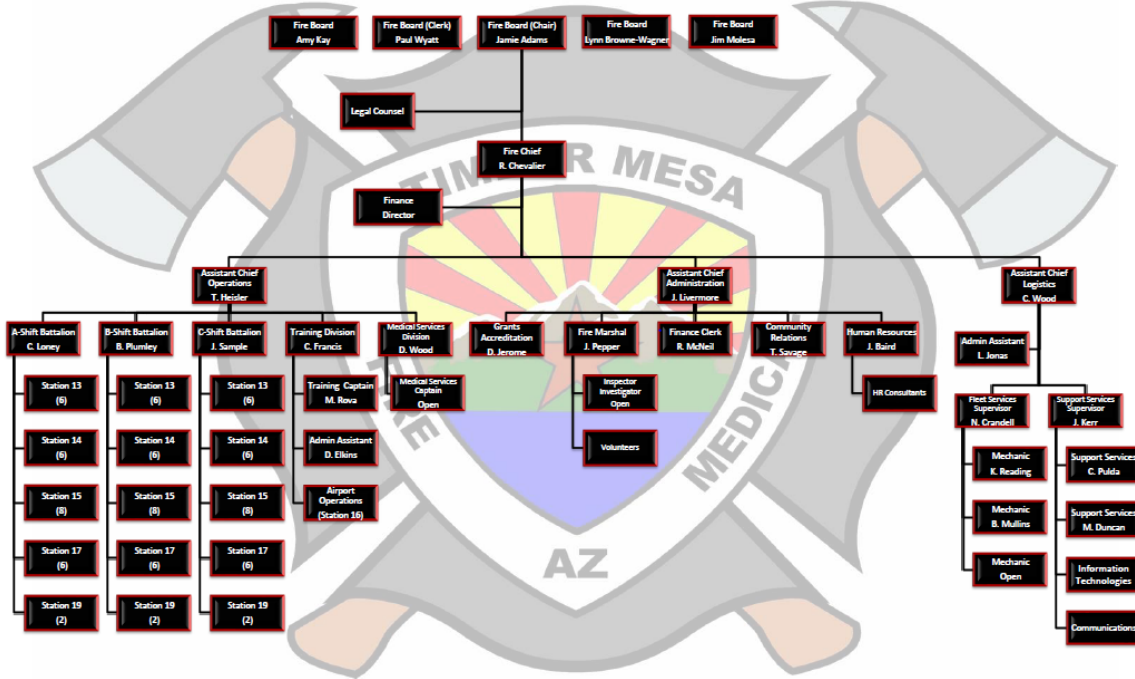 Fire Board
Amy Kay
Fire Board (Clerk)
Paul Wyatt
Fire Board (Chair)
Jamie Adams
Fire Board
Lynn Browne-Wagner
Fire Board
Jim Molesa
Legal Counsel
Fire Chief
R. Chevalier
Finance
Director
TIMBER MESA
FIRE
MEDICINE
AZ
Assistant Chief
Operations
T. Heisler
Assistant Chief
Administration
J. Livermore
Assistant Chief
Logistics
C. Wood
A-Shift Battalion
C. Loney
B-Shift Battalion
B. Plumley
C-Shift Battalion
J. Sample
Training Division
C. Francis
Medical Services
Division
D. Wood
Grants
Accreditation
D. Jerome
Fire Marshal
J. Pepper
Finance Clerk
R. McNeil
Community
Relations
T. Savage
Human Resources
J. Baird
Admin Assistant
L. Jonas
Station 13
(6)
Station 14
(6)
Station 15
(8)
Station 17
(6)
Station 19
(2)
Station 13
(6)
Station 14
(6)
Station 15
(8)
Station 17
(6)
Station 19
(2)
Station 13
(6)
Station 14
(6)
Station 15
(8)
Station 17
(6)
Station 19
(2)
Training Captain
M. Rova
Admin Assistant
D. Elkins
Airport
Operations
(Station 16)
Medical Services
Captain
Open
Inspector
Investigator
Open
Volunteers
HR Consultants
Fleet Services
Supervisor
N. Crandell
Mechanic
K. Reading
Mechanic
B. Mullins
Mechanic
Open
Support Services
Supervisor
J. Kerr
Support Services
C. Pulda
Support Services
M. Duncan
Information
Technologies
Communications